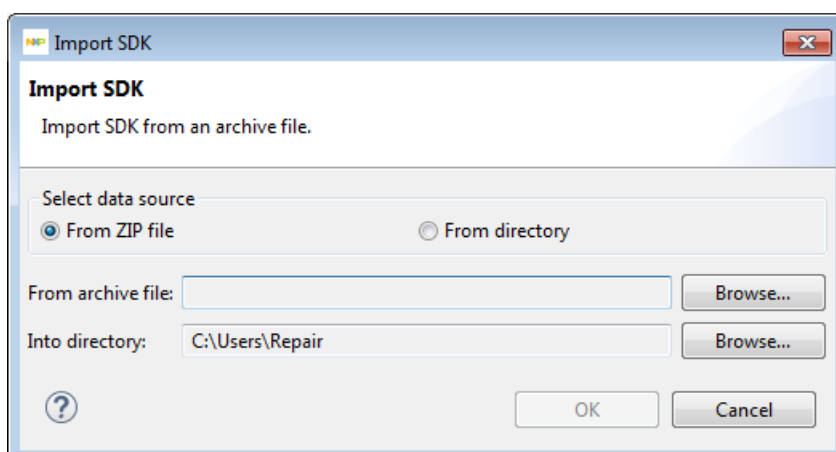 NXP Import SDK
Import SDK
Import SDK from an archive file.
Select data source
From ZIP file From directory
From archive file: Browse...
Into directory: C:\Users\Repair Browse...
? OK Cancel